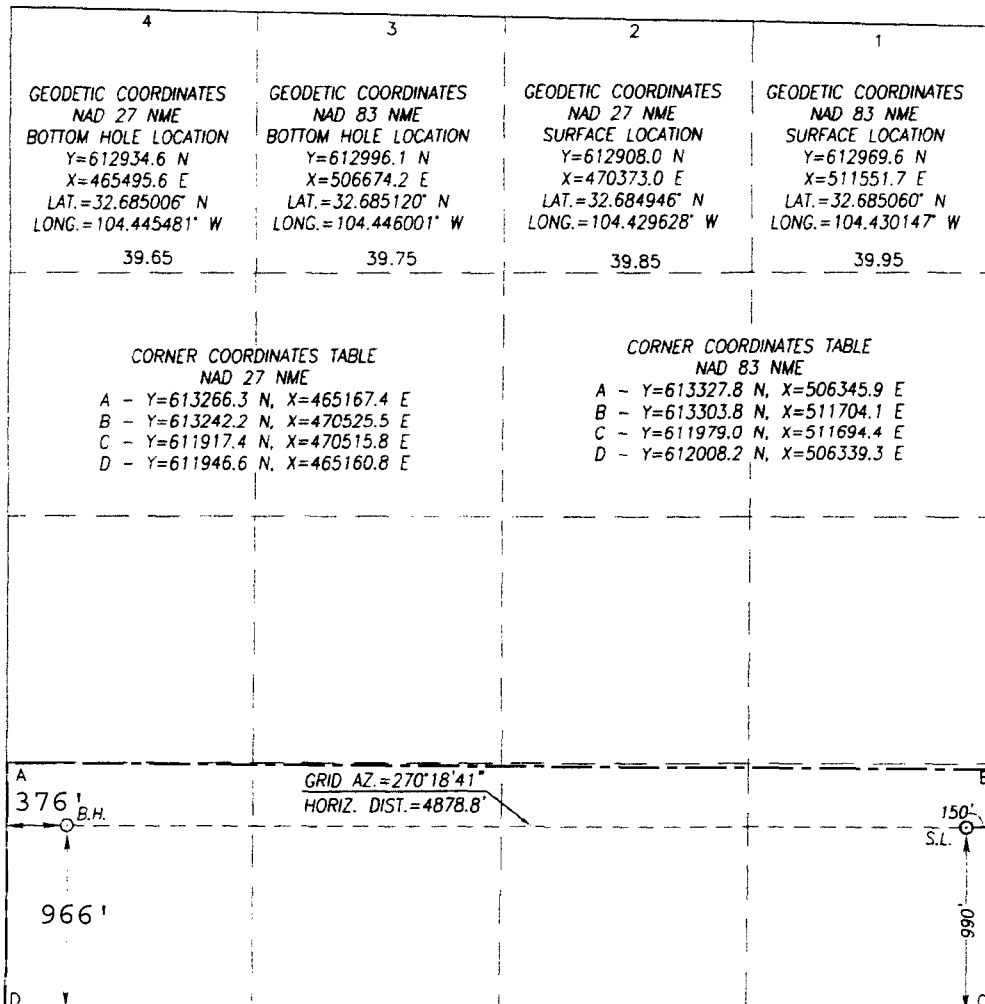 4
3
2
1
GEODETIC COORDINATES
NAD 27 NME
BOTTOM HOLE LOCATION
Y=612934.6 N
X=465495.6 E
LAT.=32.685006° N
LONG.=104.445481° W
39.65
GEODETIC COORDINATES
NAD 83 NME
BOTTOM HOLE LOCATION
Y=612996.1 N
X=506674.2 E
LAT.=32.685120° N
LONG.=104.446001° W
39.75
GEODETIC COORDINATES
NAD 27 NME
SURFACE LOCATION
Y=612908.0 N
X=470373.0 E
LAT.=32.684946° N
LONG.=104.429628° W
39.85
GEODETIC COORDINATES
NAD 83 NME
SURFACE LOCATION
Y=612969.6 N
X=511551.7 E
LAT.=32.685060° N
LONG.=104.430147° W
39.95
CORNER COORDINATES TABLE
NAD 27 NME
A - Y=613266.3 N, X=465167.4 E
B - Y=613242.2 N, X=470525.5 E
C - Y=611917.4 N, X=470515.8 E
D - Y=611946.6 N, X=465160.8 E
CORNER COORDINATES TABLE
NAD 83 NME
A - Y=613327.8 N, X=506345.9 E
B - Y=613303.8 N, X=511704.1 E
C - Y=611979.0 N, X=511694.4 E
D - Y=612008.2 N, X=506339.3 E
A
B
GRID AZ.=270°18'41"
HORIZ. DIST.=4878.8'
376'
B.H.
150'
S.L.
966'
990'
D
C